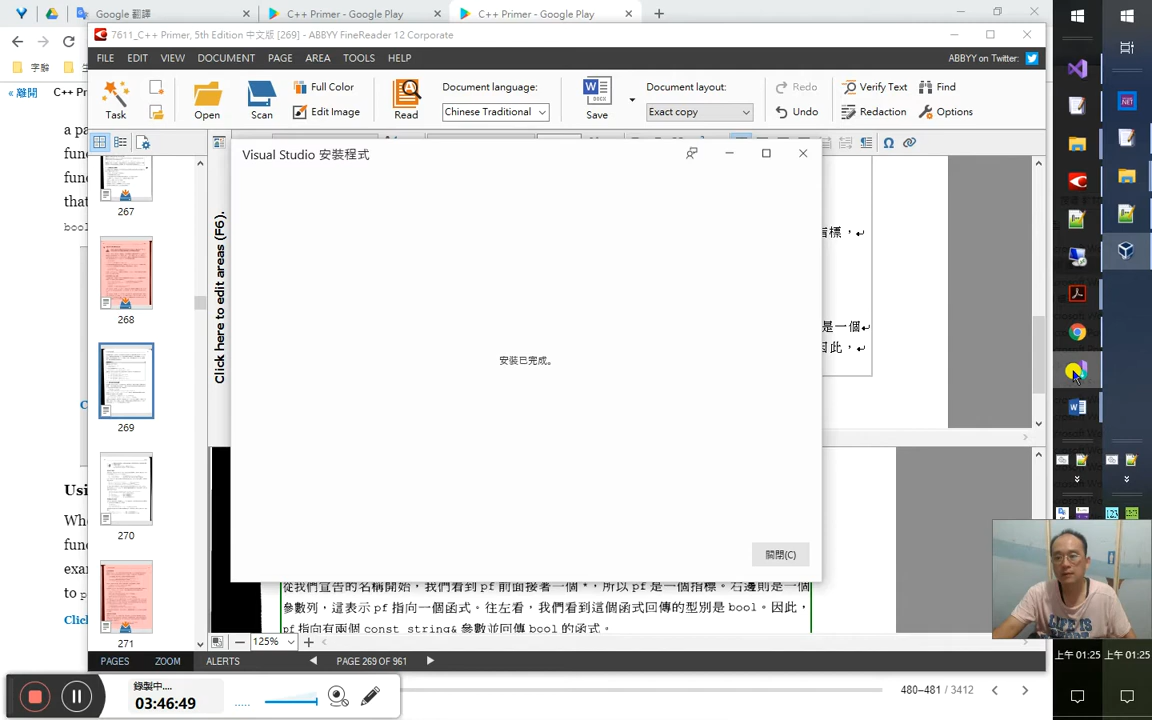 Google 翻譯
C++ Primer - Google Play
C++ Primer - Google Play
7611_C++ Primer, 5th Edition 中文版 [269] - ABBYY FineReader 12 Corporate
FILE EDIT VIEW DOCUMENT PAGE AREA TOOLS HELP
ABBYY on Twitter:
字齡
« 離開
Task
Open
Scan
Full Color
Edit Image
Read
Document language:
Chinese Traditional
Save
Document layout:
Exact copy
Redo
Undo
Verify Text
Find
Redaction
Options
Visual Studio 安裝程式
a pa
func
func
that
bool
267
268
269
270
271
Click here to edit areas (F6).
指標，
是一個
因此，
安裝已完成。
關閉(C)
Usi
Whe
func
exar
to p
Click
從我們宣告的名稱開始，我們看到 pf 前面接著一個 *，所以 pf 是一個指標。右邊則是一個
參數列，這表示 pf 指向一個函式。往左看，我們看到這個函式回傳的型別是 bool。因此，
pf 指向有兩個 const string& 參數並回傳 bool 的函式。
125%
PAGES ZOOM ALERTS
PAGE 269 OF 961
480–481 / 3412
錄製中....
03:46:49
上午 01:25
上午 01:25